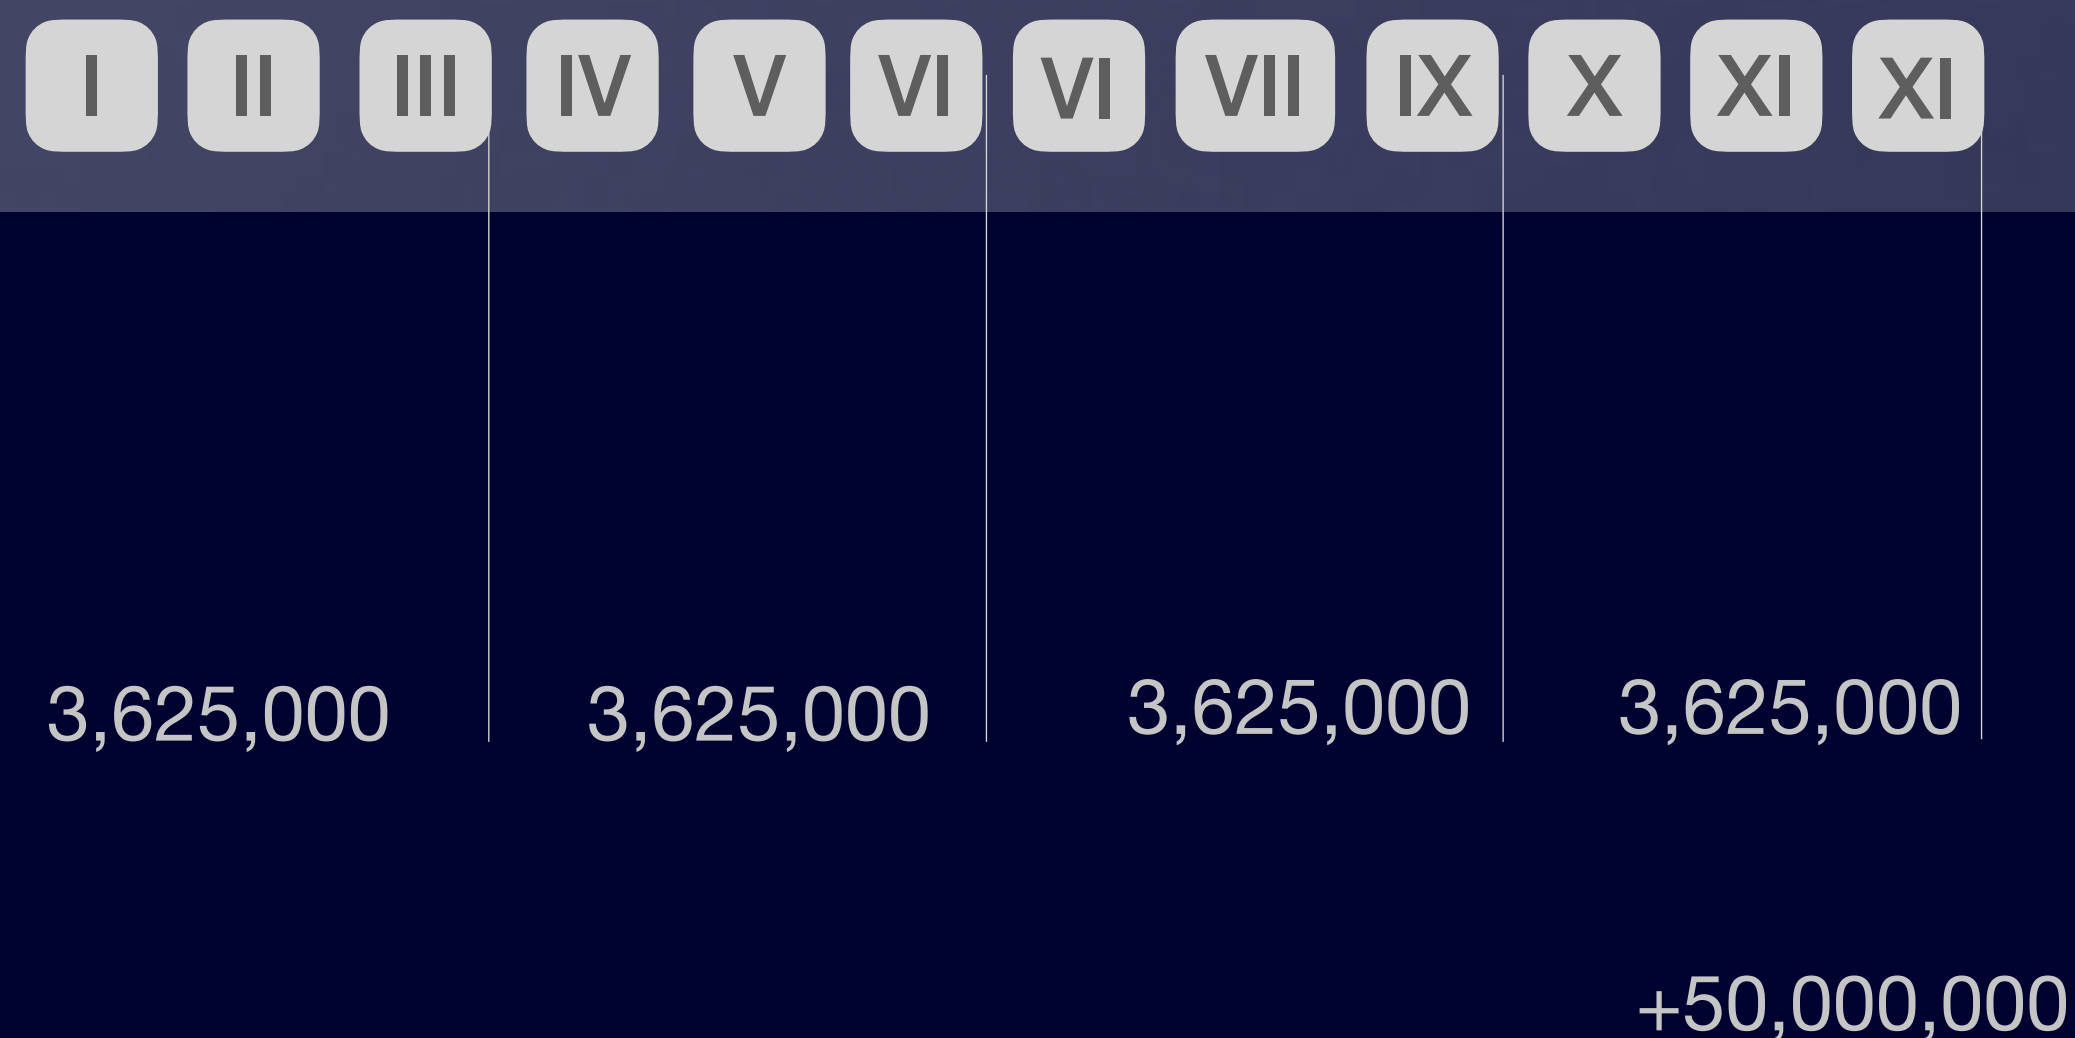 I II III IV V VI VI VII IX X XI XI
3,625,000 3,625,000 3,625,000 3,625,000
+50,000,000